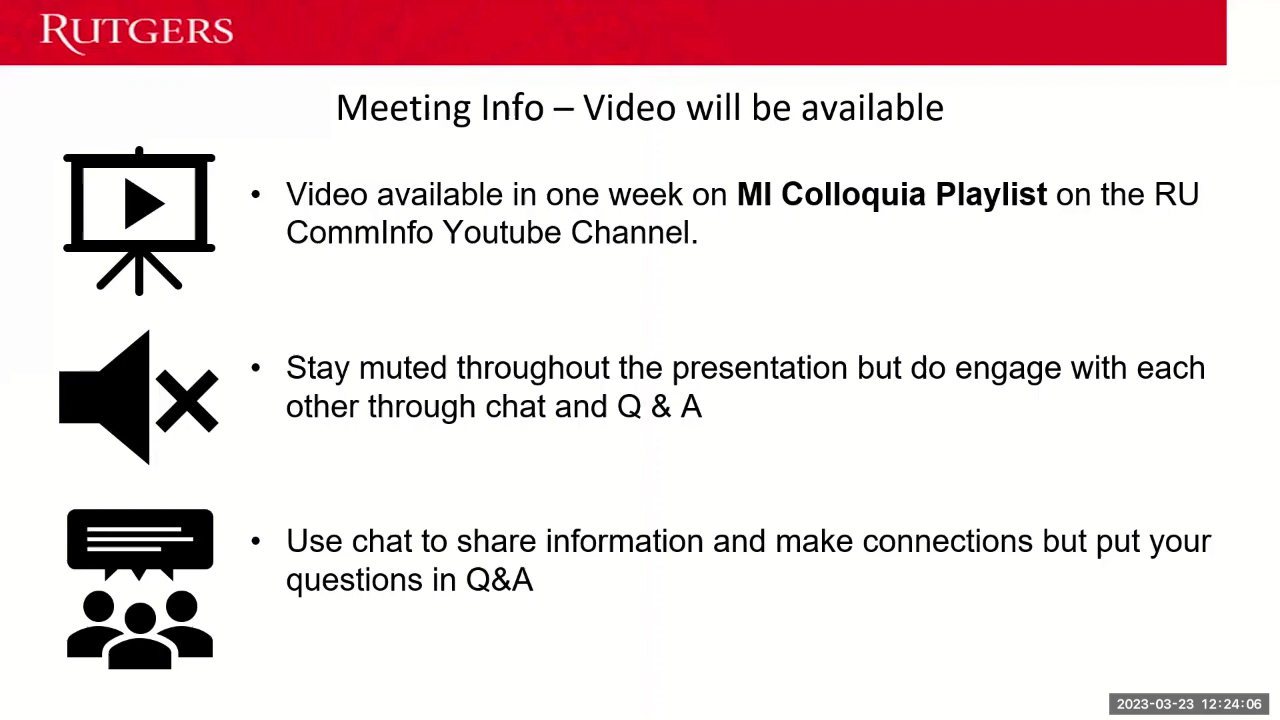 RUTGERS
Meeting Info – Video will be available
• Video available in one week on MI Colloquia Playlist on the RU
CommInfo Youtube Channel.
• Stay muted throughout the presentation but do engage with each
other through chat and Q & A
• Use chat to share information and make connections but put your
questions in Q&A
2023-03-23 12:24:06